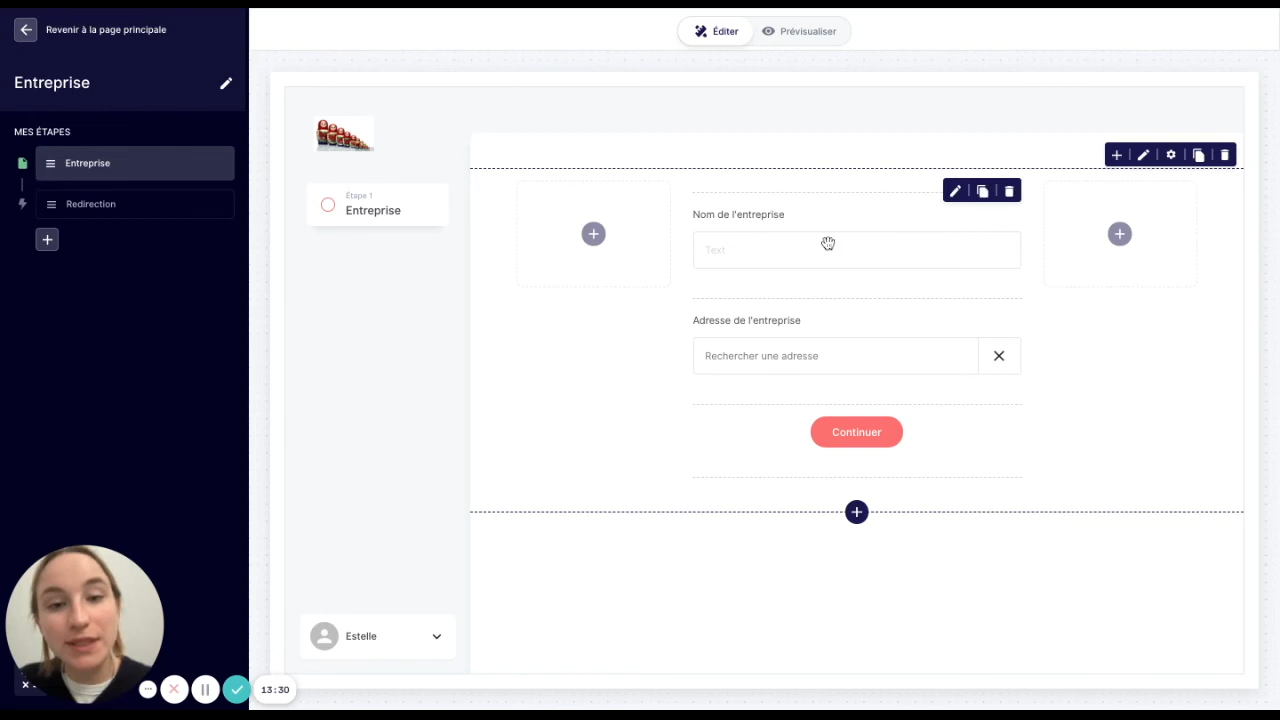 Revenir à la page principale
Éditer
Prévisualiser
Entreprise
MES ÉTAPES
Entreprise
Redirection
Étape 1
Entreprise
Nom de l'entreprise
Text
Adresse de l'entreprise
Rechercher une adresse
Continuer
Estelle
13:30